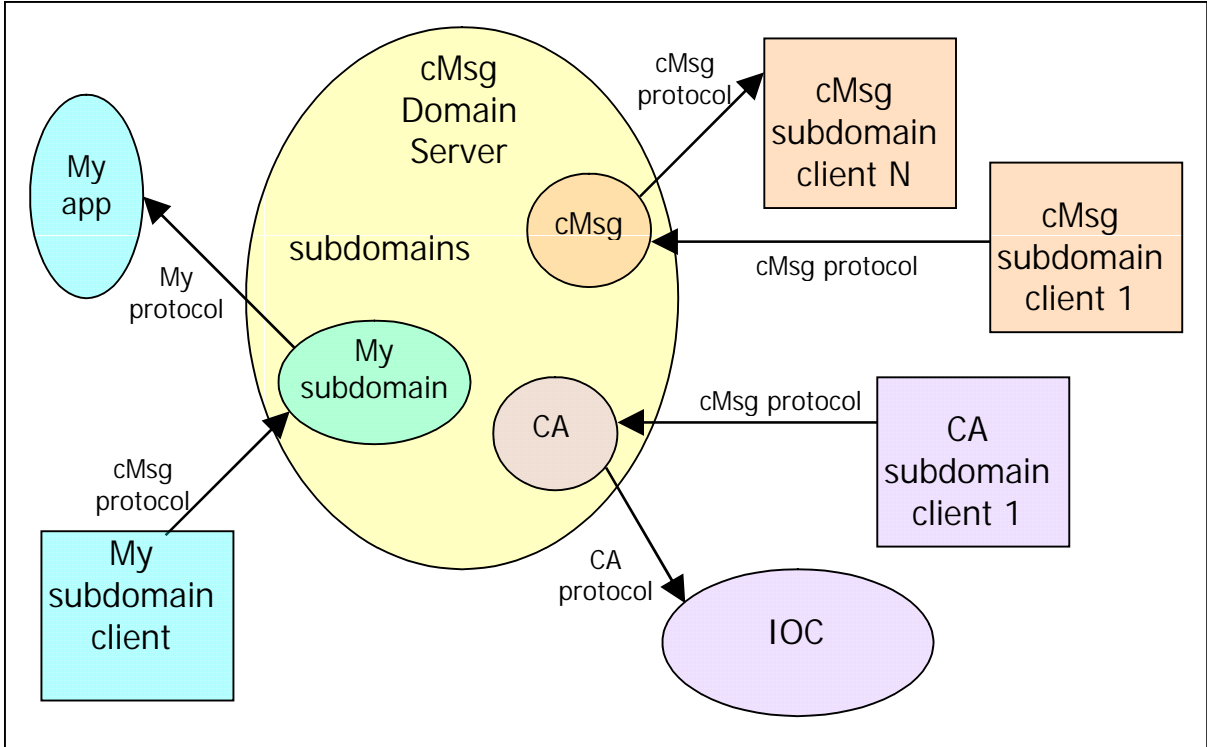 cMsg
Domain
Server
subdomains
My
app
My
protocol
My
subdomain
cMsg
protocol
My
subdomain
client
cMsg
cMsg
protocol
cMsg
subdomain
client N
cMsg protocol
cMsg
subdomain
client 1
CA
cMsg protocol
CA
subdomain
client 1
CA
protocol
IOC